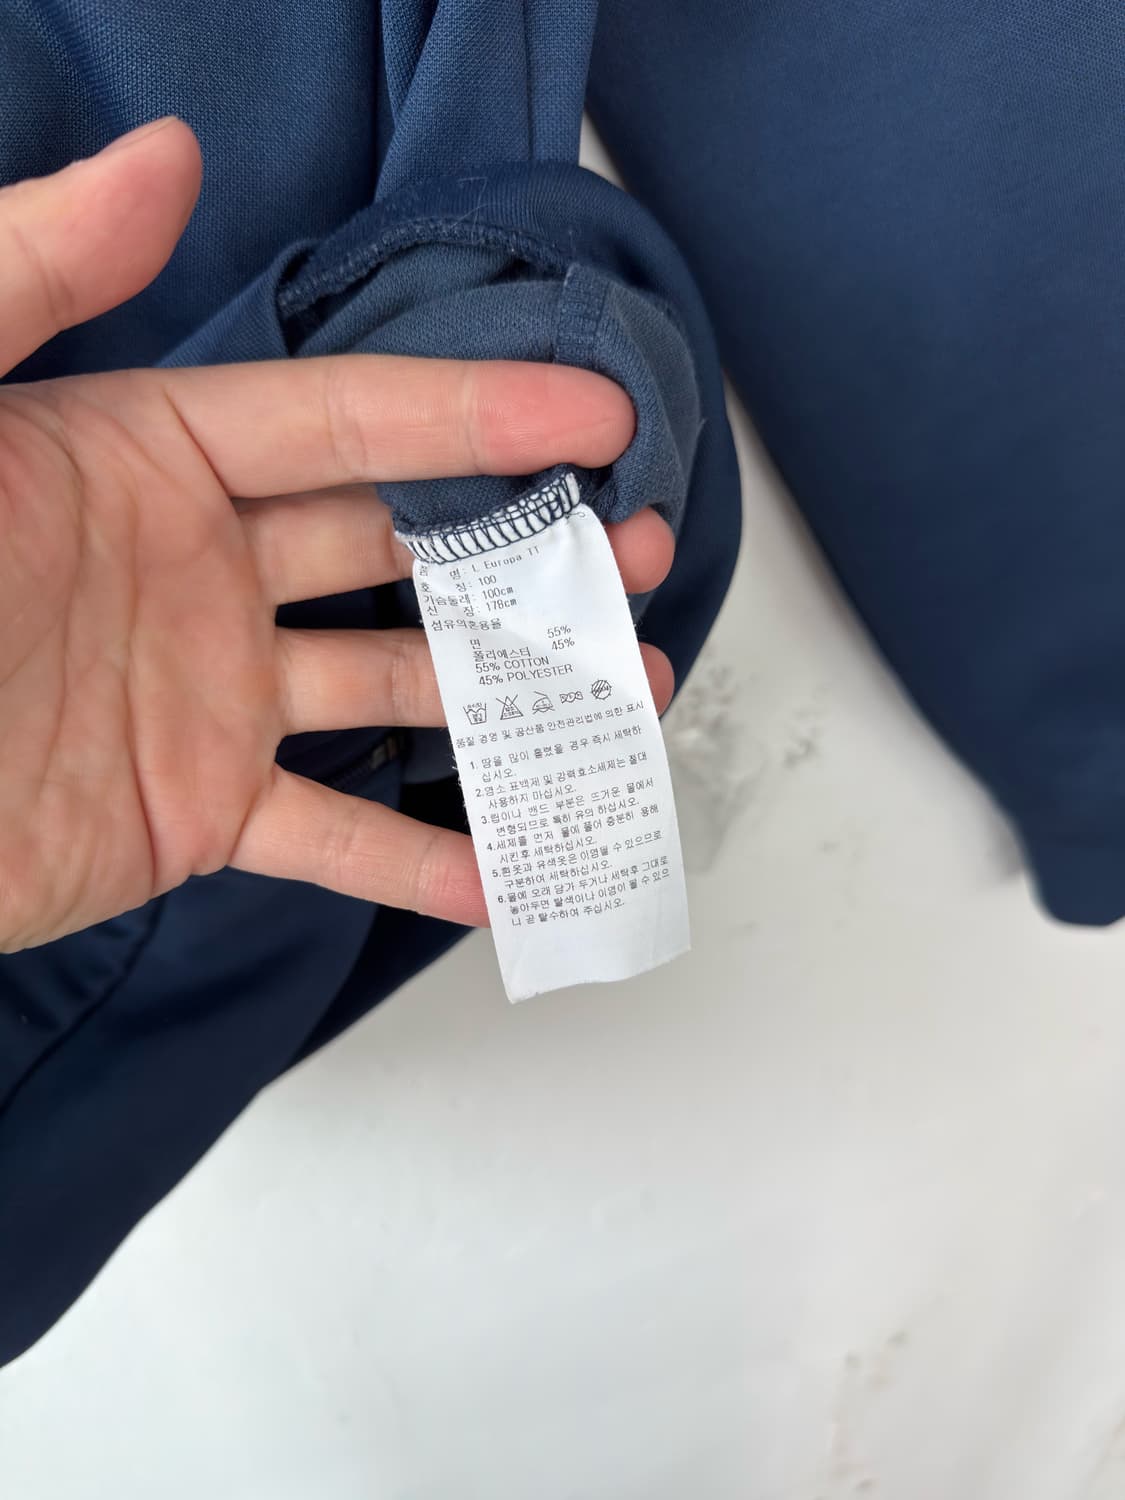 품 명: L Europa TT
호 칭: 100
가슴둘레: 100cm
신 장: 178cm
섬유의혼용율
면 55%
폴리에스터 45%
55% COTTON
45% POLYESTER
품질 경영 및 공산품 안전관리법에 의한 표시
1. 땀을 많이 흘렸을 경우 즉시 세탁하
십시오.
2.염소 표백제 및 강력효소세제는 절대
사용하지 마십시오.
3.컬이나 밴드 부분은 뜨거운 물에서
변형되므로 특히 유의 하십시오.
4.세제를 먼저 물에 풀어 충분히 용해
시킨후 세탁하십시오.
5.흰옷과 유색옷은 이염될 수 있으므로
구분하여 세탁하십시오.
6.물에 오래 담가 두거나 세탁후 그대로
놓아두면 탈색이나 이염이 될 수 있으
니 곧 탈수하여 주십시오.